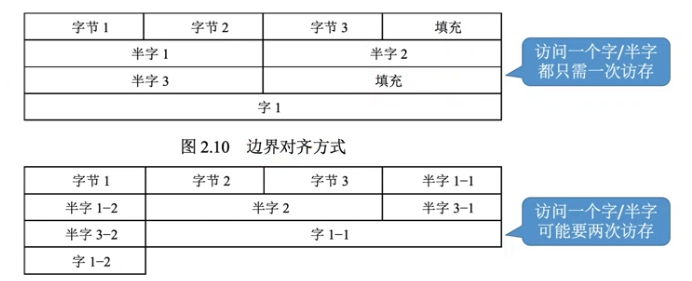 字节 1 字节 2 字节 3 填充
半字 1 半字 2
半字 3 填充
字 1
访问一个字/半字
都只需一次访存
图 2.10 边界对齐方式
字节 1 字节 2 字节 3 半字 1-1
半字 1-2 半字 2 半字 3-1
半字 3-2 字 1-1
字 1-2
访问一个字/半字
可能要两次访存